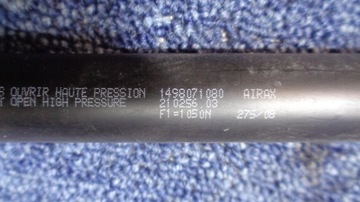 S OUVRIR HAUTE PRESSION 1498071080 AIRAX
T OPEN HIGH PRESSURE 210256.03
F1=1050N 275/08